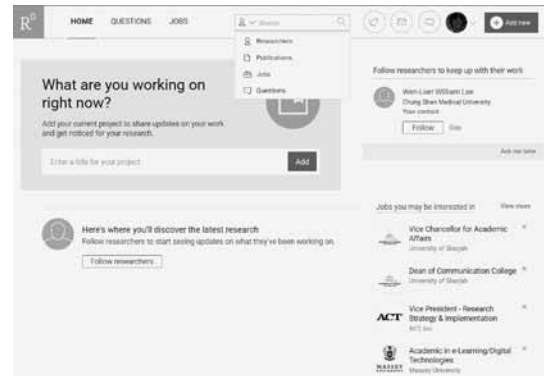 RG
HOME QUESTIONS JOBS
Search
Add new
Researchers
Publications
Jobs
Questions
What are you working on
right now?
Add your current project to share updates on your work
and get noticed for your research.
Enter a title for your project
Add
Here's where you'll discover the latest research
Follow researchers to start seeing updates on what they've been working on.
Follow researchers
Follow researchers to keep up with their work
Wen-Lian William Lee
Chung Shan Medical University
Your contact
Follow Skip
Ask me later
Jobs you may be interested in View more
Vice Chancellor for Academic
Affairs
University of Sharjah
Dean of Communication College
University of Sharjah
ACT
Vice President - Research
Strategy & Implementation
ACT, Inc
Academic in e-Learning/Digital
Technologies
MASSEY Massey University